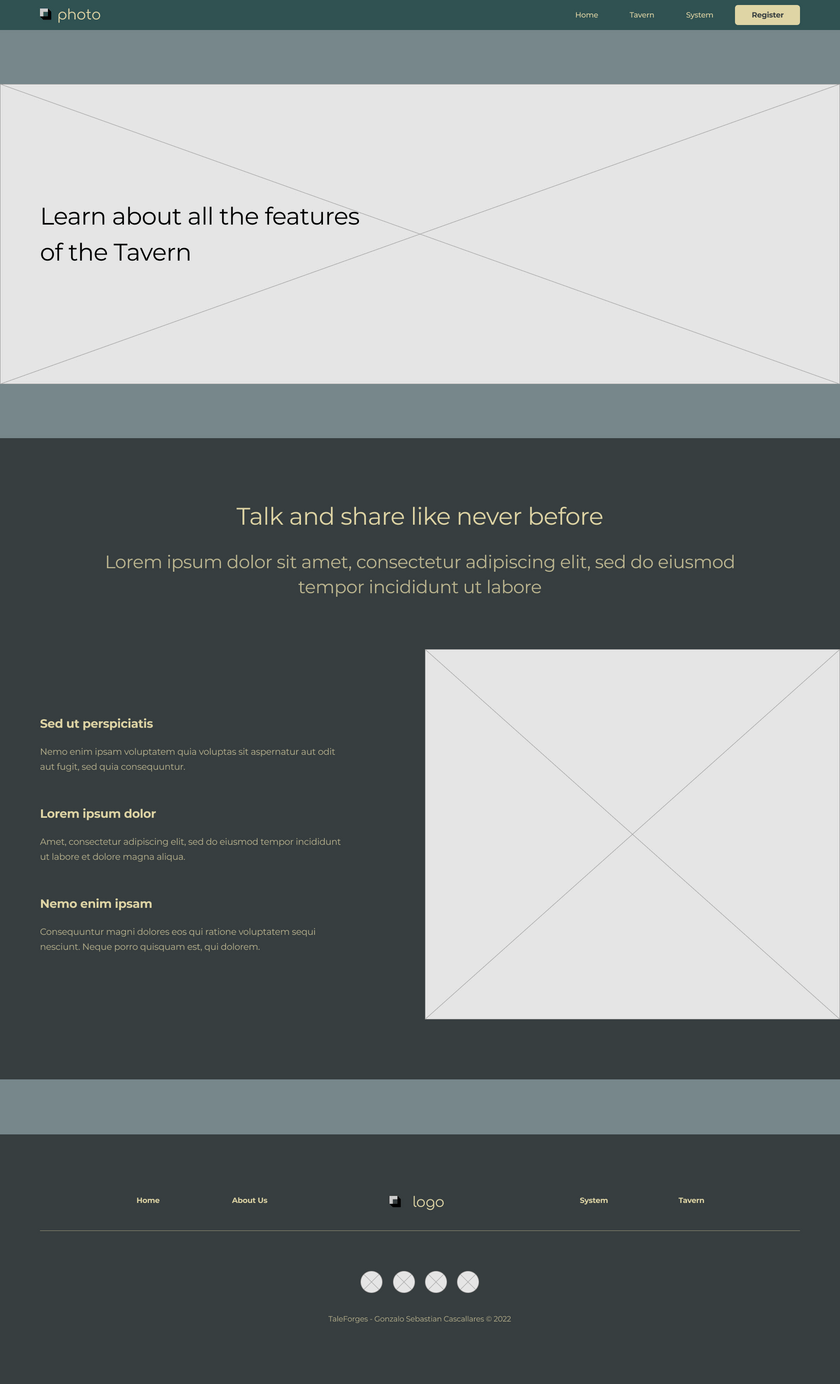 photo
Home
Tavern
System
Register
Learn about all the features
of the Tavern
Talk and share like never before
Lorem ipsum dolor sit amet, consectetur adipiscing elit, sed do eiusmod
tempor incididunt ut labore
Sed ut perspiciatis
Nemo enim ipsam voluptatem quia voluptas sit aspernatur aut odit
aut fugit, sed quia consequuntur.
Lorem ipsum dolor
Amet, consectetur adipiscing elit, sed do eiusmod tempor incididunt
ut labore et dolore magna aliqua.
Nemo enim ipsam
Consequuntur magni dolores eos qui ratione voluptatem sequi
nesciunt. Neque porro quisquam est, qui dolorem.
Home
About Us
logo
System
Tavern
TaleForges - Gonzalo Sebastian Cascallares © 2022